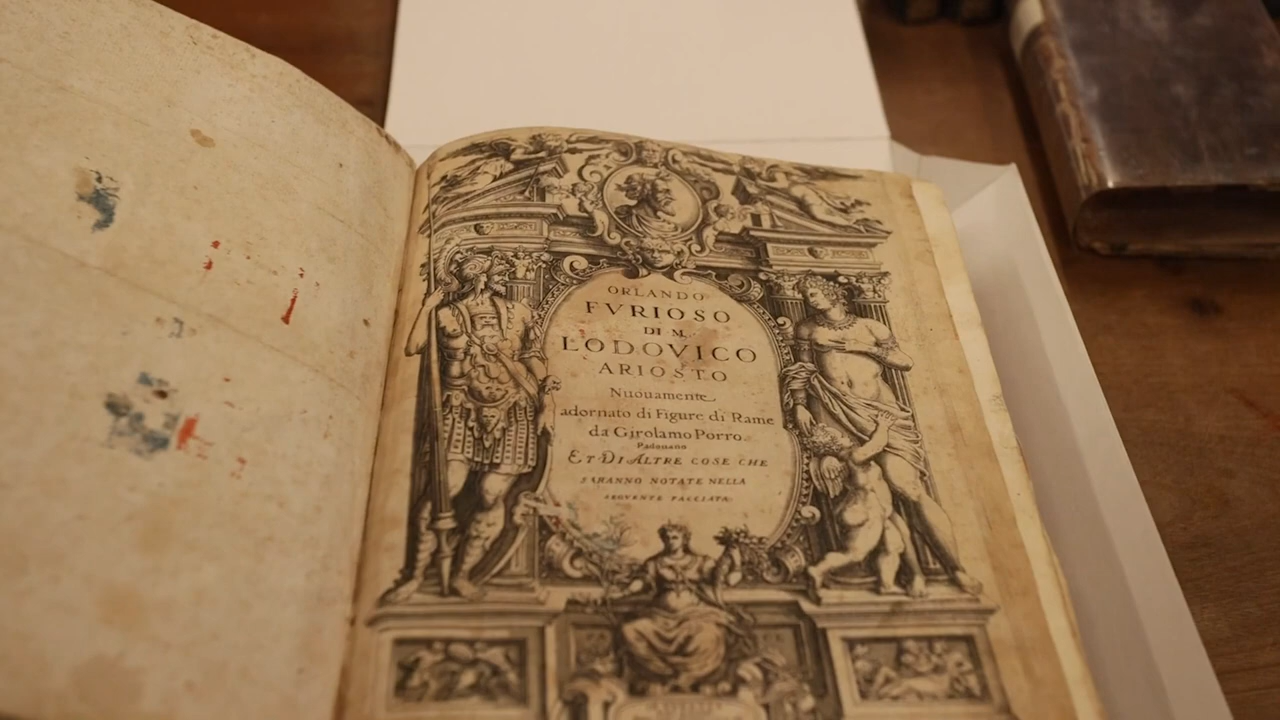 ORLANDO
FVRIOSO
DI M.
LODOVICO
ARIOSTO
Nuouamente
adornato di Figure di Rame
da Girolamo Porro.
Padouano
ET DI ALTRE COSE CHE
SARANNO NOTATE NELLA
SEGVENTE FACCIATA.